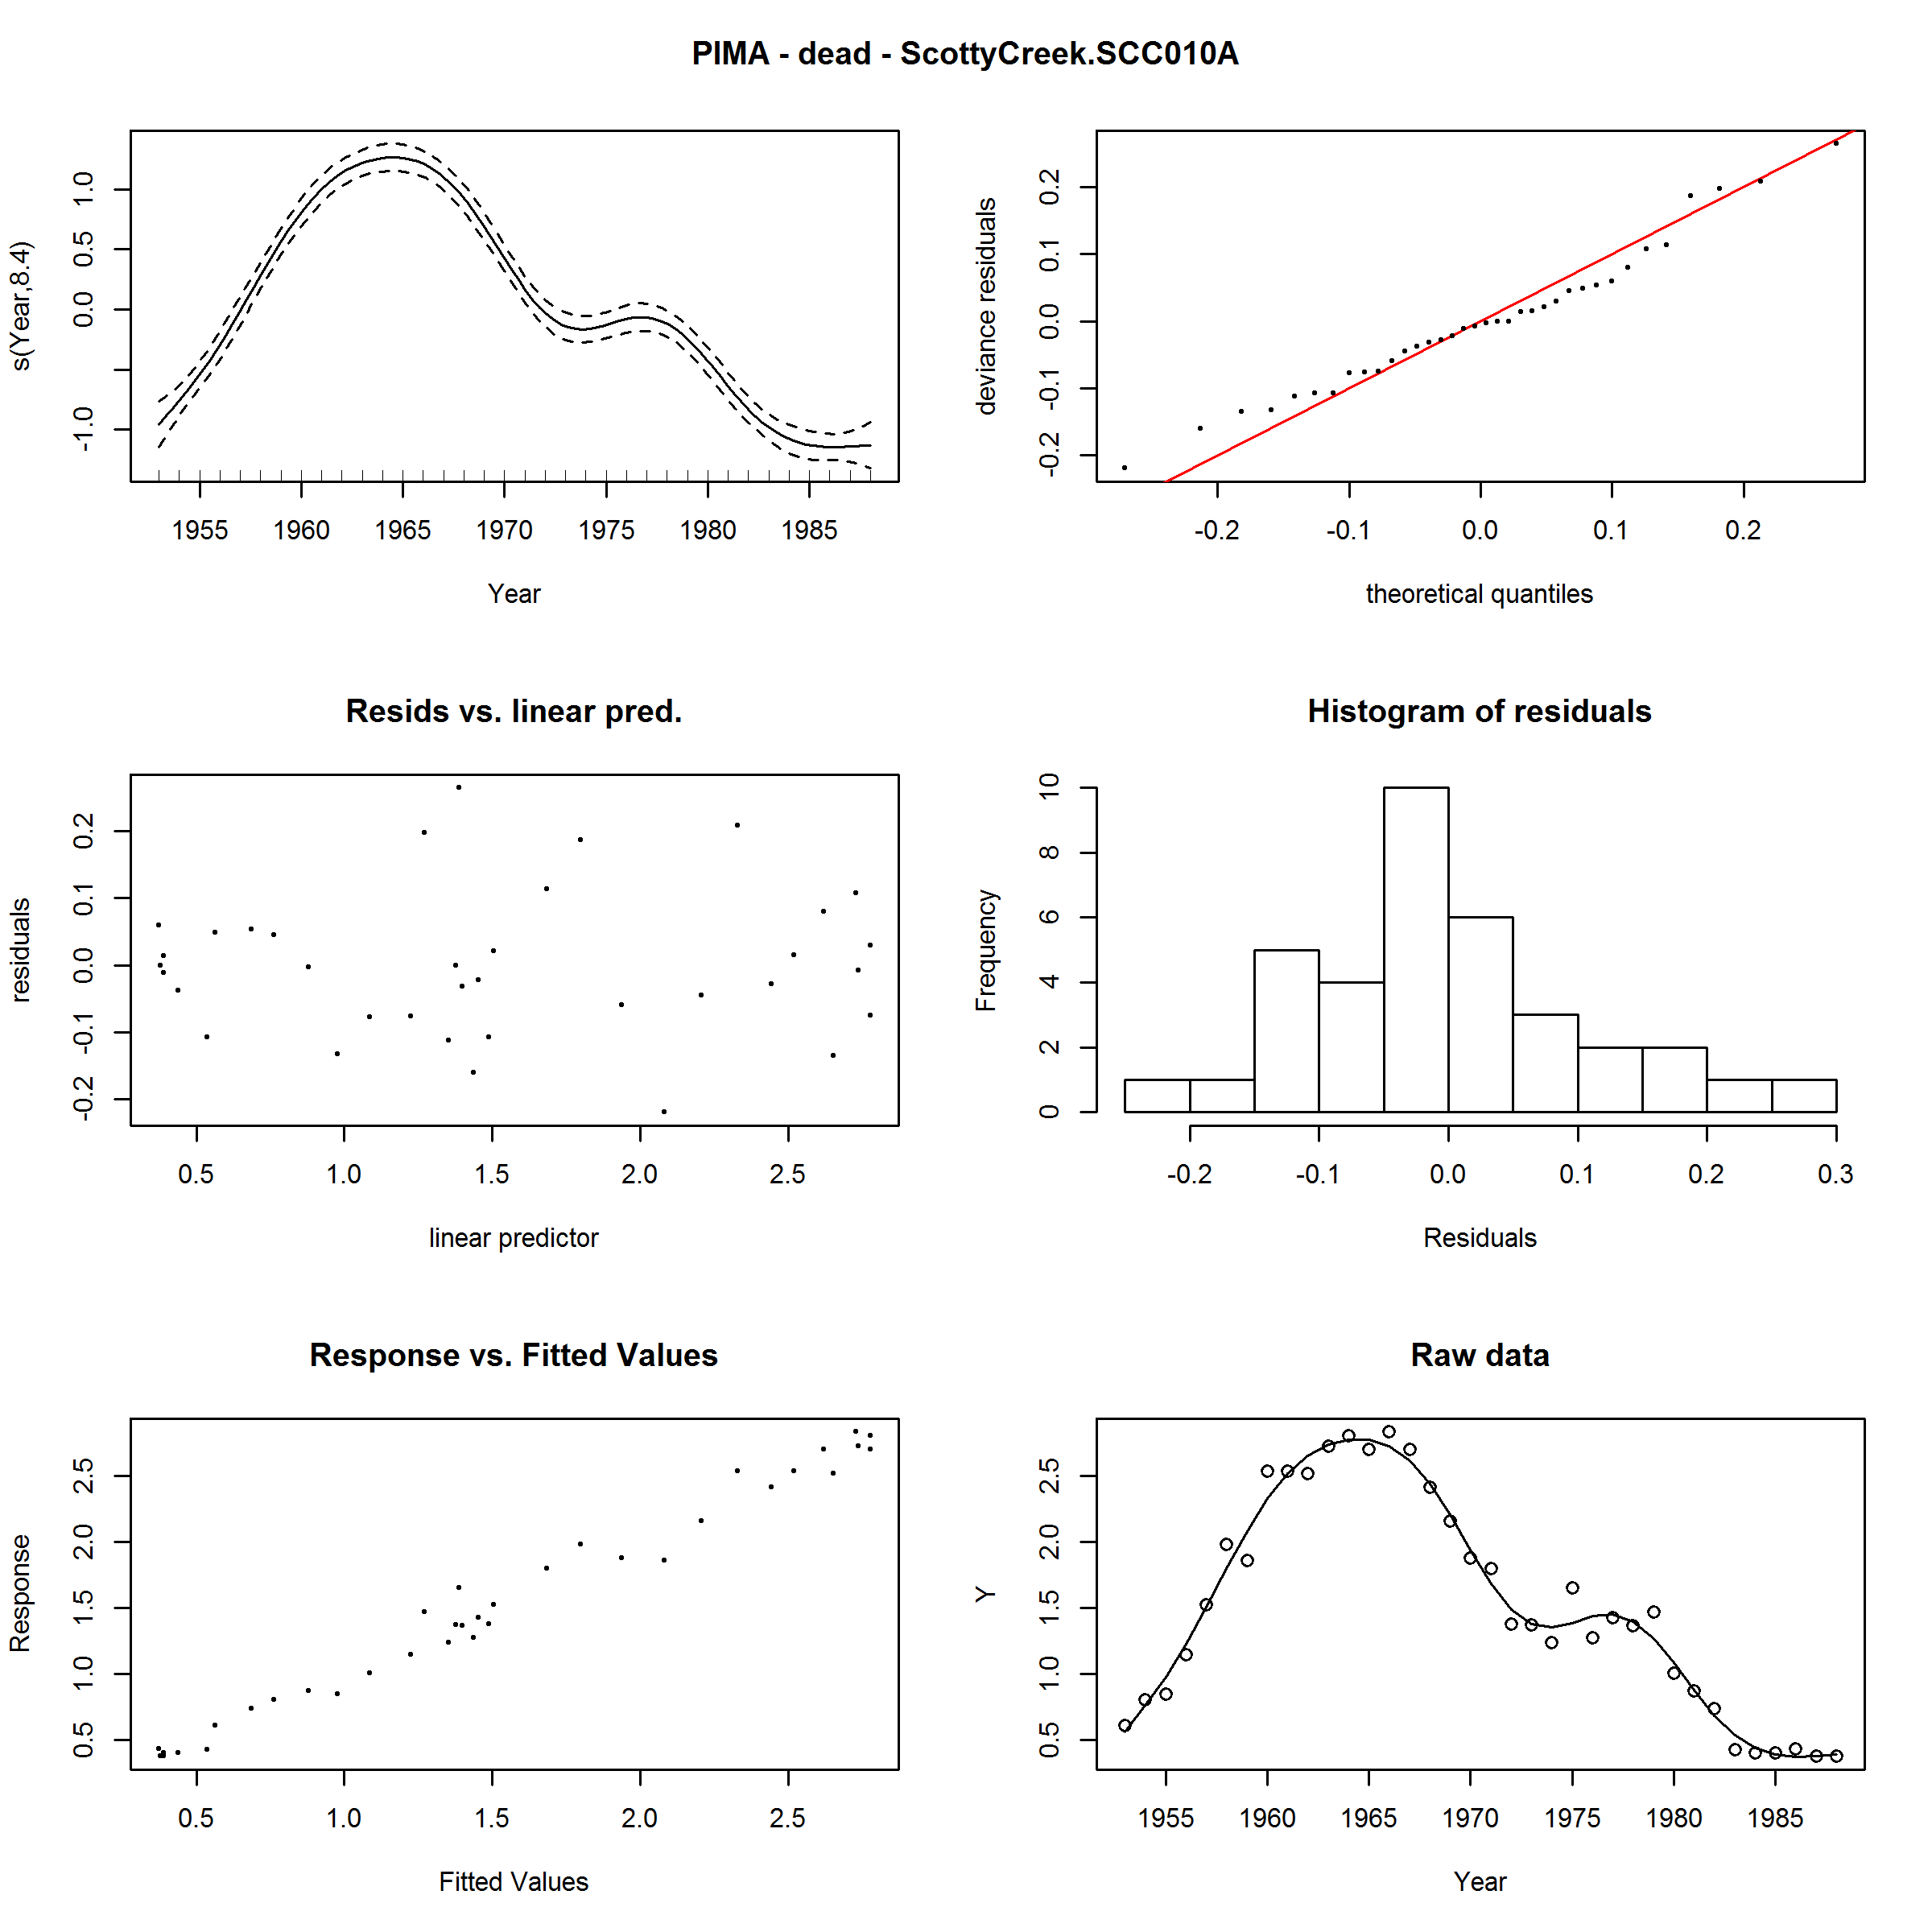 PIMA - dead - ScottyCreek.SCC010A
s(Year,8.4)
1.0
0.5
0.0
-1.0
1955 1960 1965 1970 1975 1980 1985
Year
deviance residuals
0.2
0.1
0.0
-0.1
-0.2
-0.2 -0.1 0.0 0.1 0.2
theoretical quantiles
Resids vs. linear pred.
residuals
0.2
0.1
0.0
-0.1
-0.2
0.5 1.0 1.5 2.0 2.5
linear predictor
Histogram of residuals
Frequency
10
8
6
4
2
0
-0.2 -0.1 0.0 0.1 0.2 0.3
Residuals
Response vs. Fitted Values
Response
2.5
2.0
1.5
1.0
0.5
0.5 1.0 1.5 2.0 2.5
Fitted Values
Raw data
Y
2.5
2.0
1.5
1.0
0.5
1955 1960 1965 1970 1975 1980 1985
Year